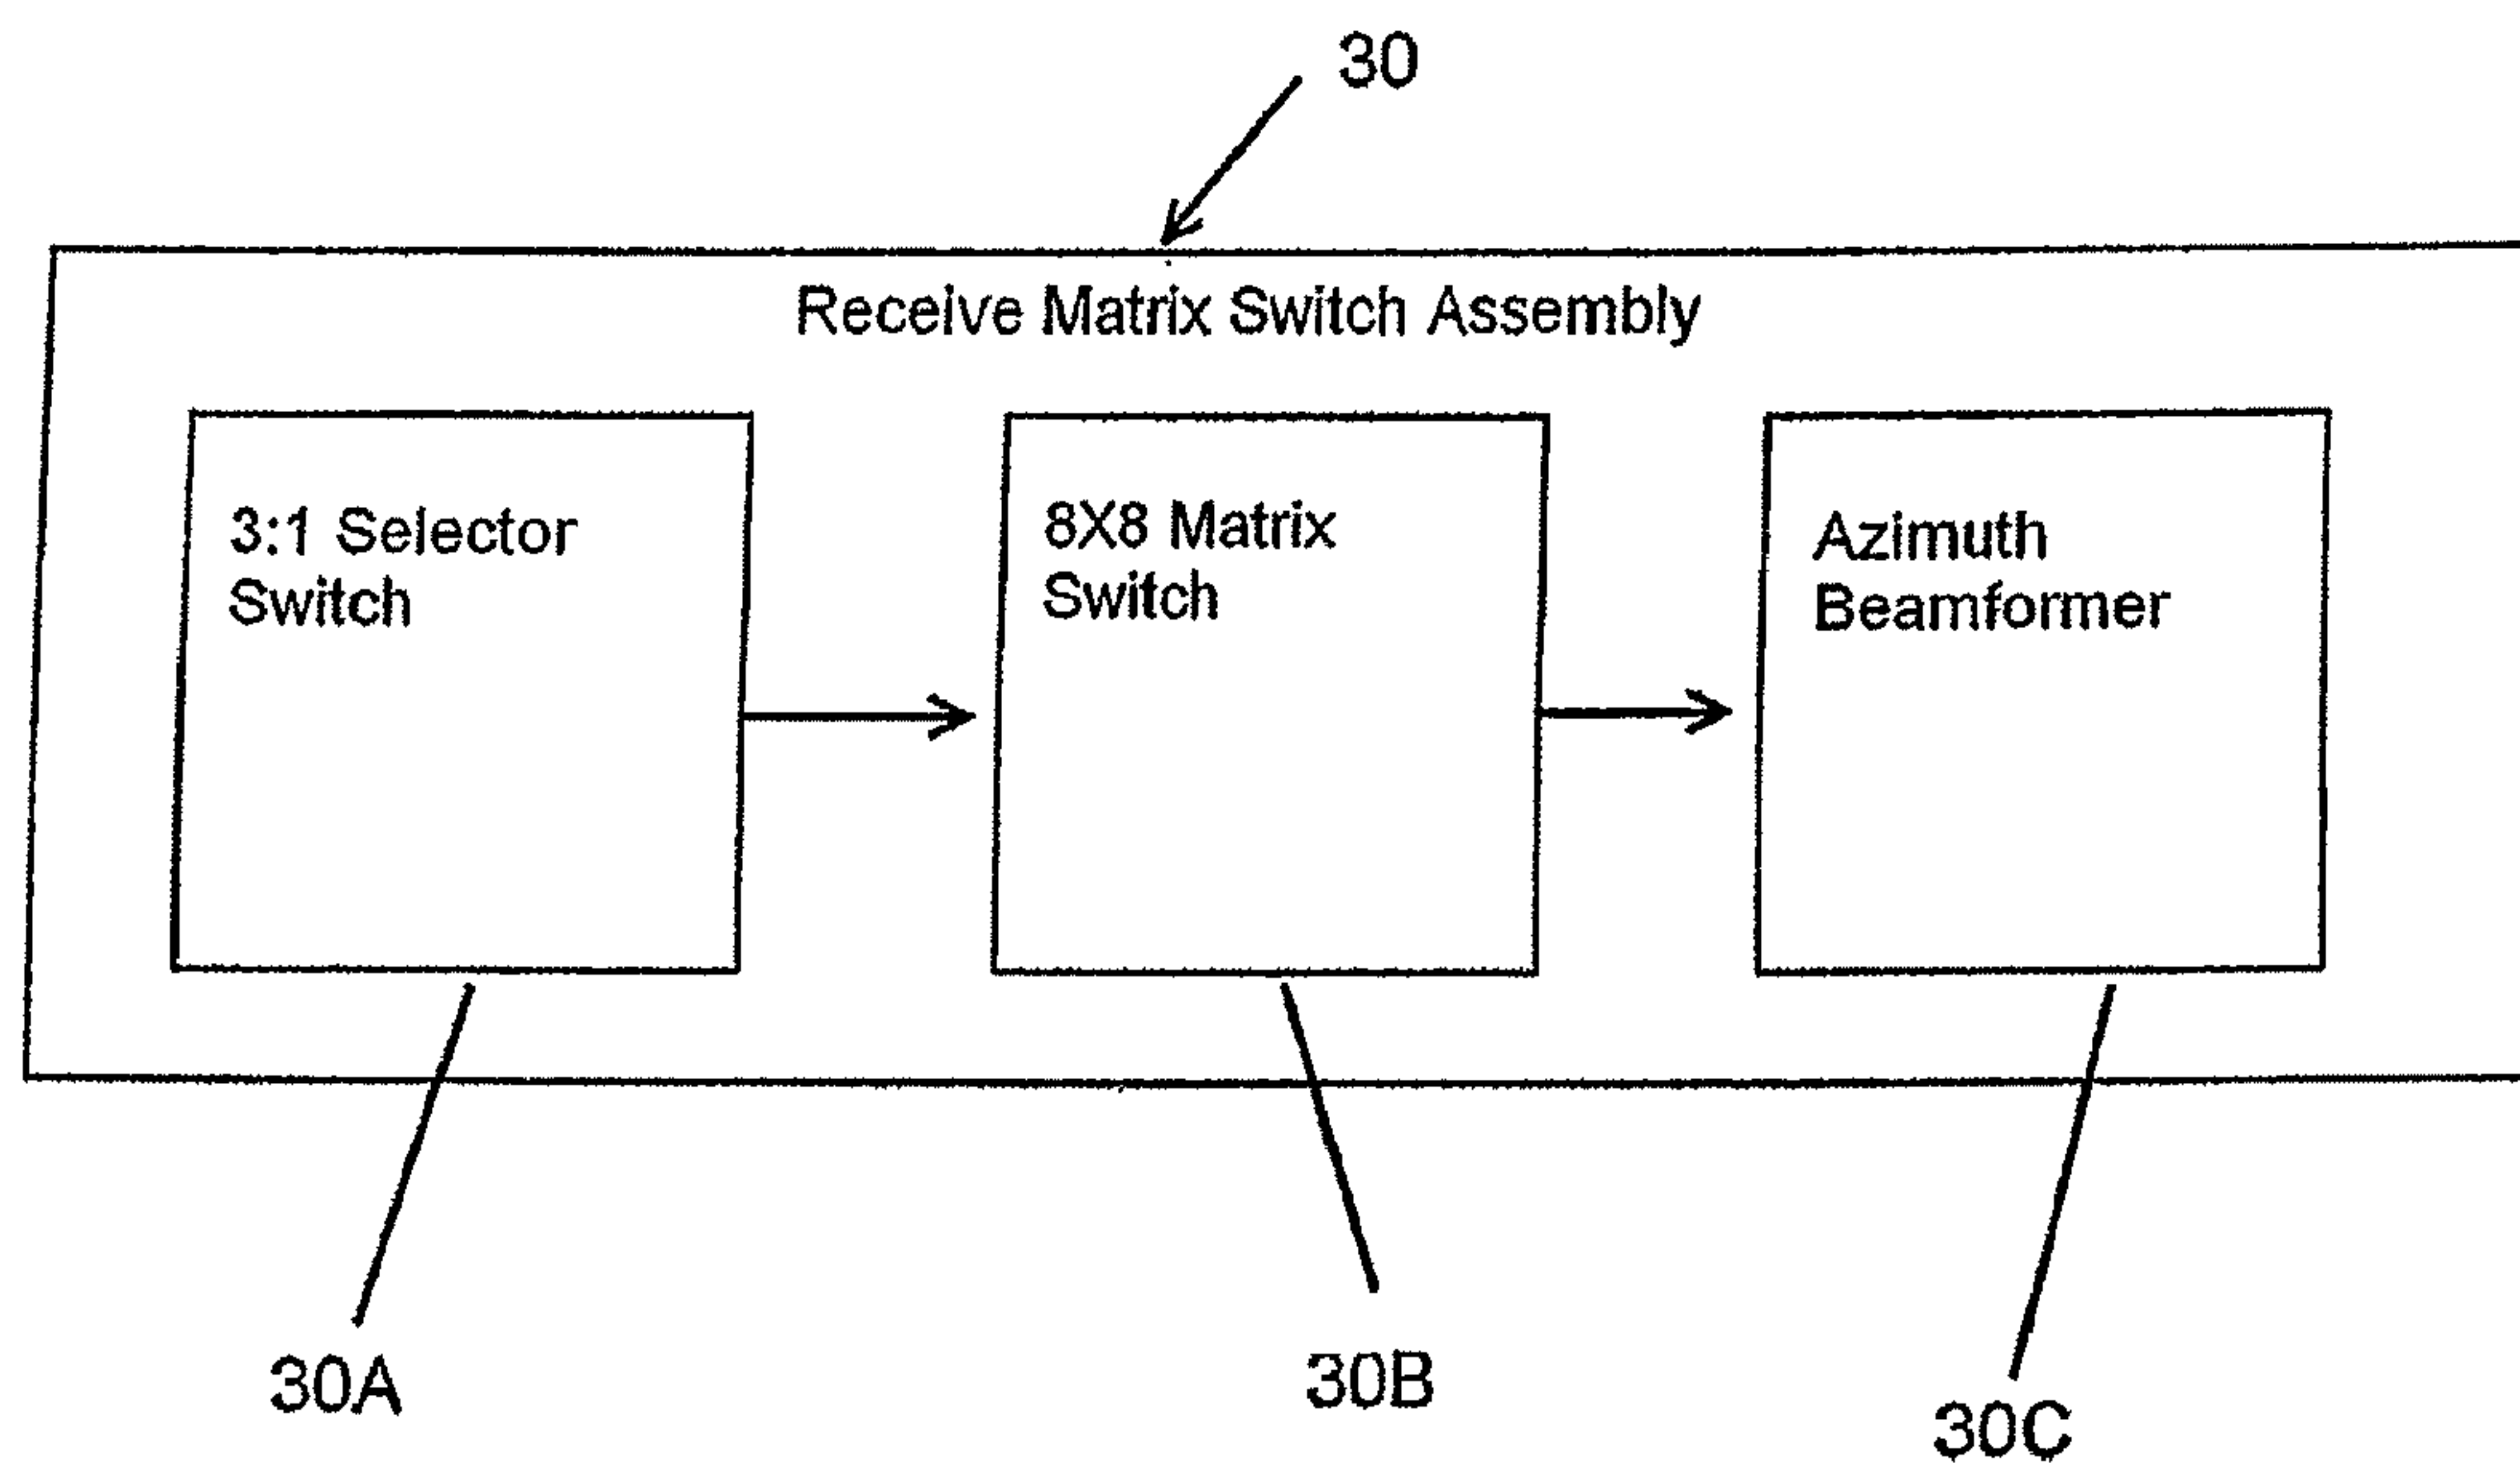 30
Receive Matrix Switch Assembly
3:1 Selector
Switch
8X8 Matrix
Switch
Azimuth
Beamformer
30A
30B
30C